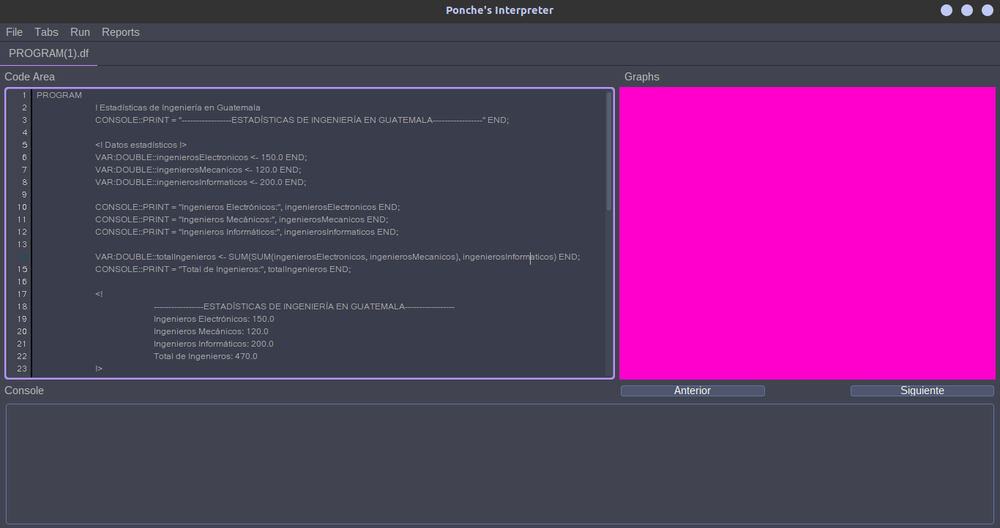 Ponche's Interpreter
File Tabs Run Reports
PROGRAM(1).df
Code Area
Graphs
1 PROGRAM
2 ! Estadísticas de Ingeniería en Guatemala
3 CONSOLE::PRINT = "-----------------ESTADÍSTICAS DE INGENIERÍA EN GUATEMALA-----------------" END;
4
5 <! Datos estadísticos !>
6 VAR:DOUBLE::ingenierosElectronicos <- 150.0 END;
7 VAR:DOUBLE::ingenierosMecanicos <- 120.0 END;
8 VAR:DOUBLE::ingenierosInformaticos <- 200.0 END;
9
10 CONSOLE::PRINT = "Ingenieros Electrónicos:", ingenierosElectronicos END;
11 CONSOLE::PRINT = "Ingenieros Mecánicos:", ingenierosMecanicos END;
12 CONSOLE::PRINT = "Ingenieros Informáticos:", ingenierosInformaticos END;
13
14 VAR:DOUBLE::totalIngenieros <- SUM(SUM(ingenierosElectronicos, ingenierosMecanicos), ingenierosInformaticos) END;
15 CONSOLE::PRINT = "Total de Ingenieros:", totalIngenieros END;
16
17 <!
18 -----------------ESTADÍSTICAS DE INGENIERÍA EN GUATEMALA-----------------
19 Ingenieros Electrónicos: 150.0
20 Ingenieros Mecánicos: 120.0
21 Ingenieros Informáticos: 200.0
22 Total de Ingenieros: 470.0
23 !>
Console
Anterior
Siguiente